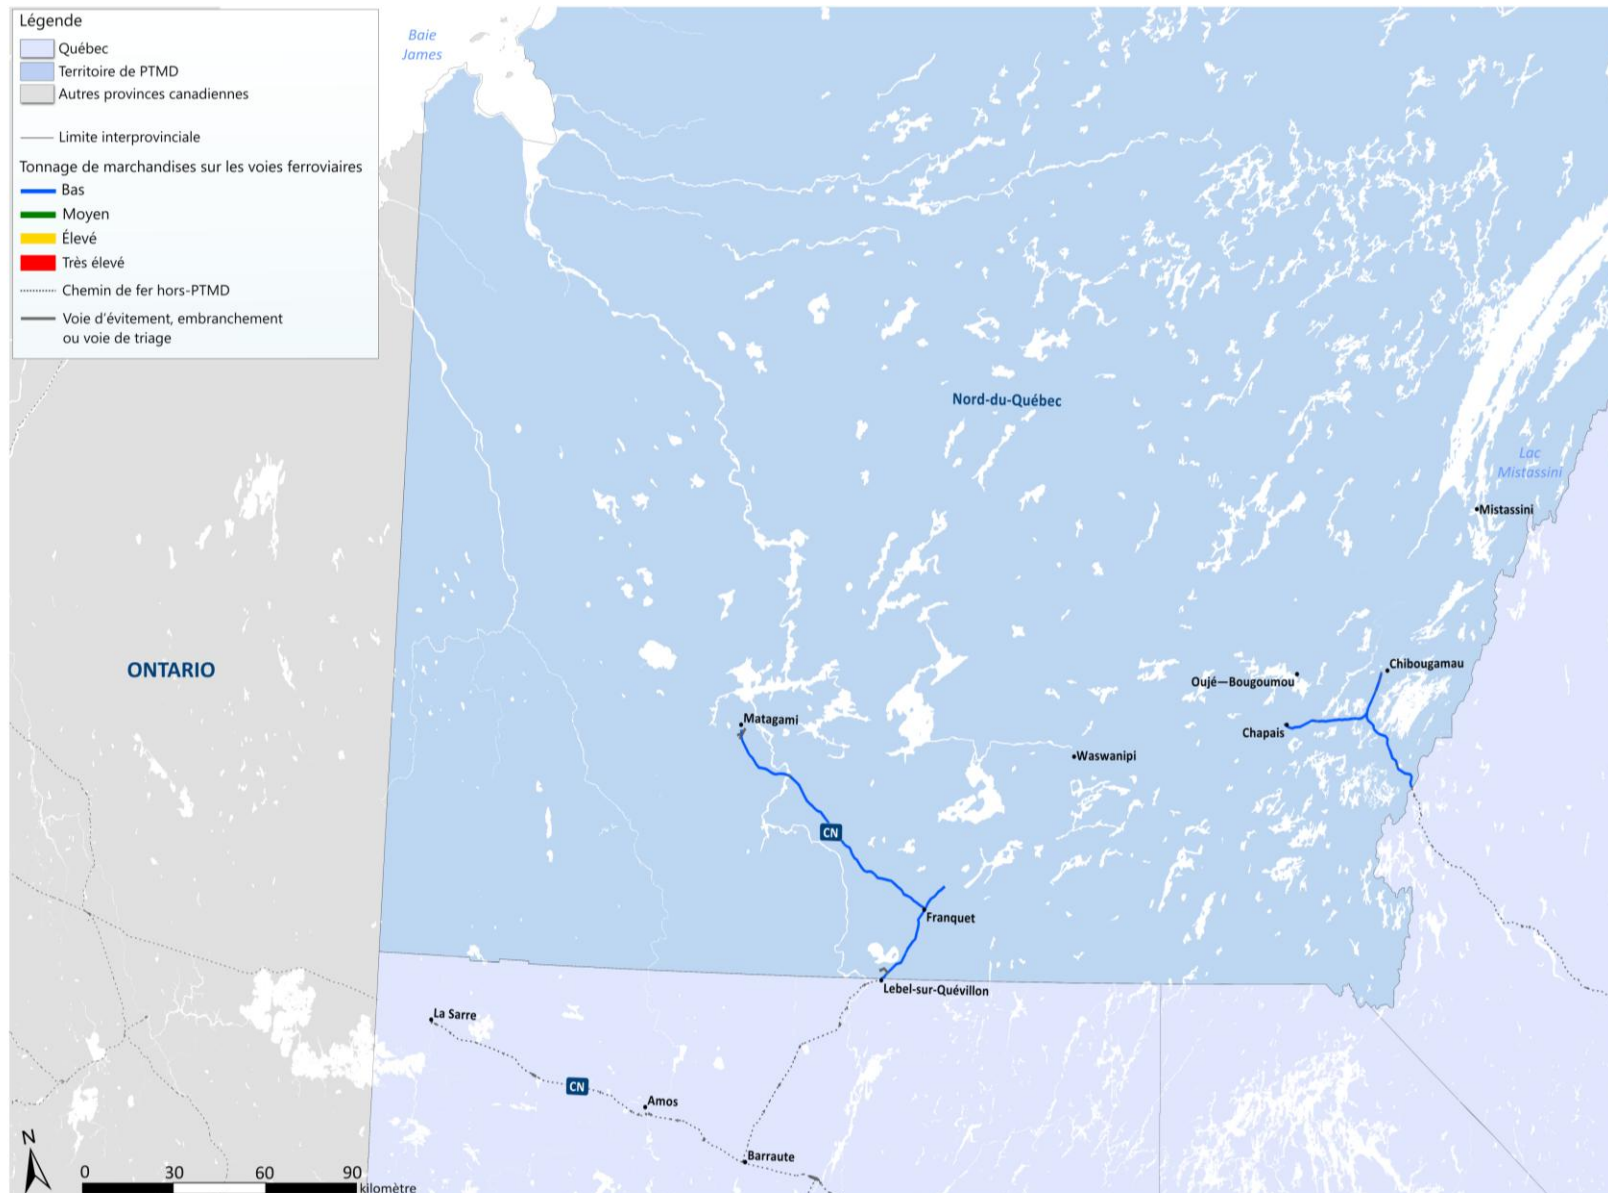 Légende
Québec
Territoire de PTMD
Autres provinces canadiennes
Limite interprovinciale
Tonnage de marchandises sur les voies ferroviaires
Bas
Moyen
Élevé
Très élevé
Chemin de fer hors-PTMD
Voie d'évitement, embranchement
ou voie de triage
Baie
James
Nord-du-Québec
Lac
Mistassini
Mistassini
ONTARIO
Chibougamau
Oujé—Bougoumou
Matagami
Chapais
Waswanipi
CN
Franquet
Lebel-sur-Quévillon
La Sarre
CN
Amos
Barraute
N
0 30 60 90
kilomètre